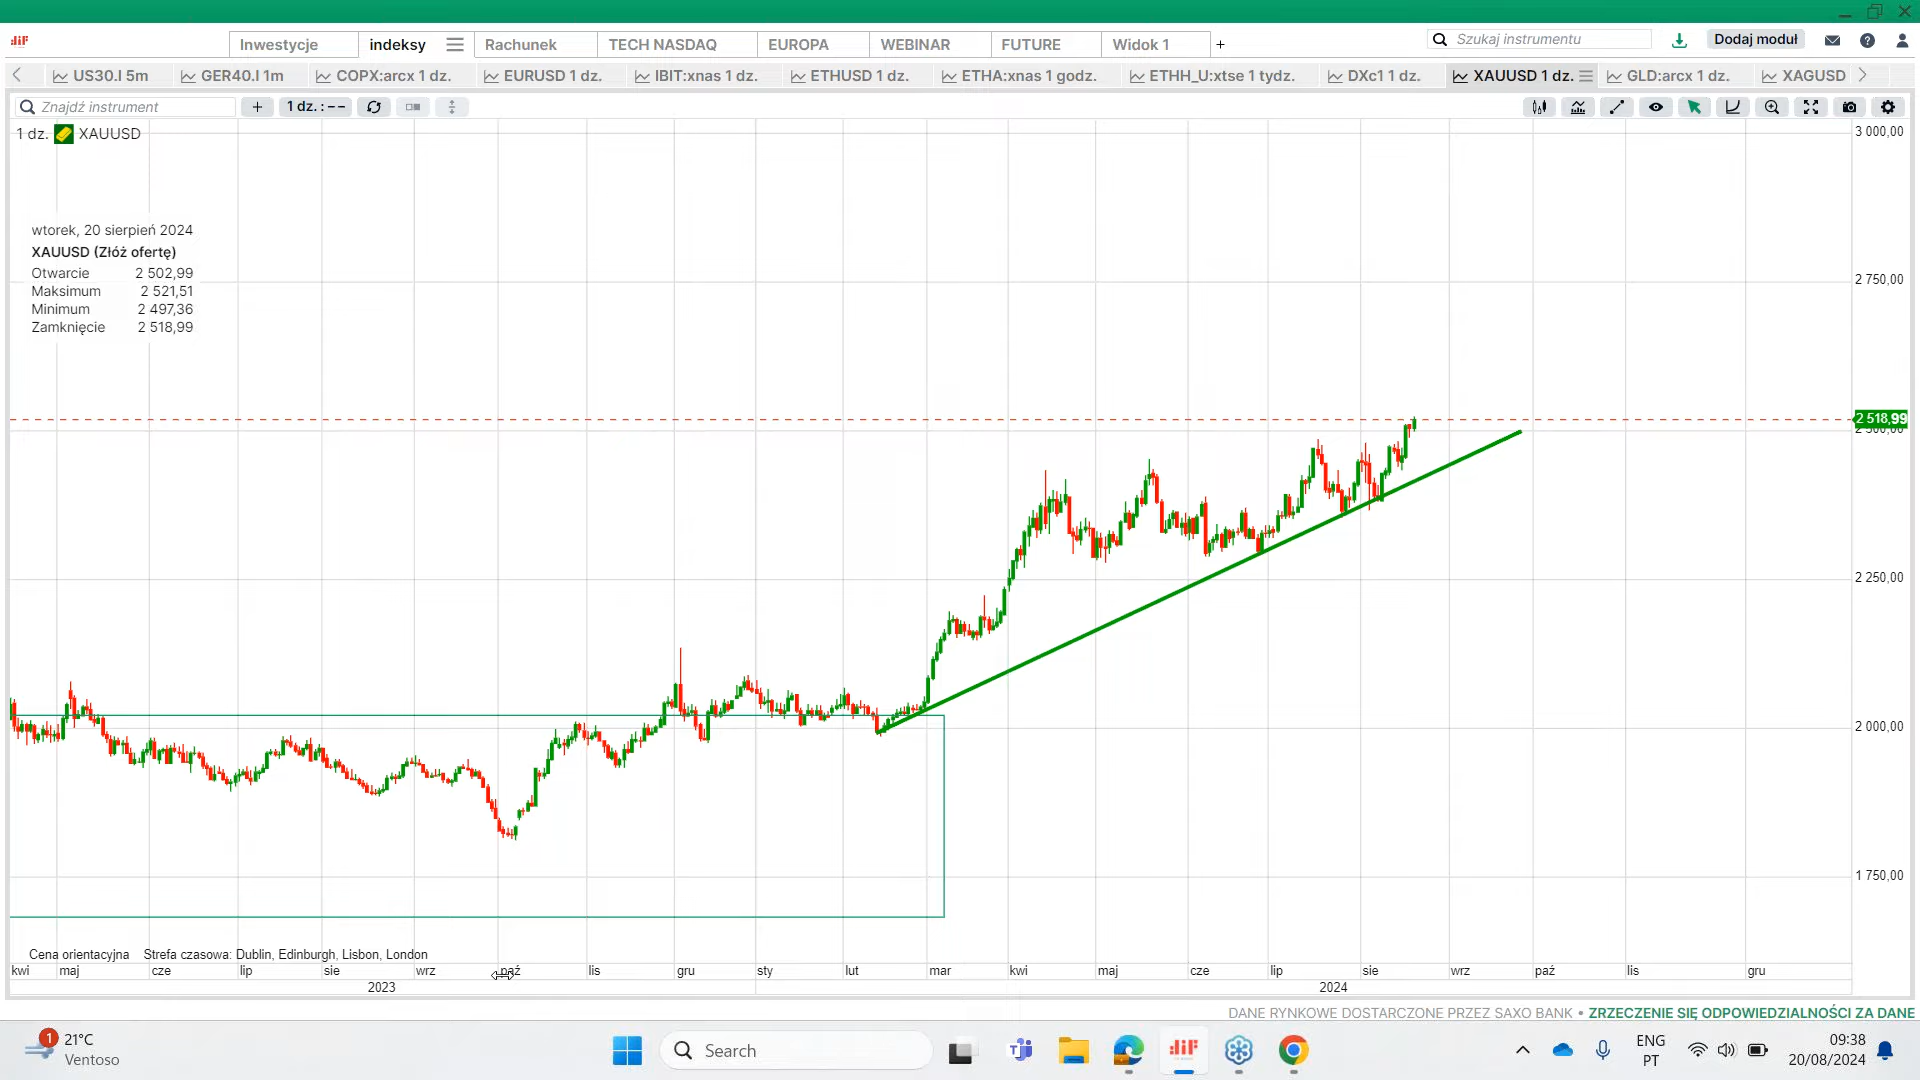 Inwestycje indeksy Rachunek TECH NASDAQ EUROPA WEBINAR FUTURE Widok 1 + Szukaj instrumentu Dodaj moduł
US30.I 5m GER40.I 1m COPX:arcx 1 dz. EURUSD 1 dz. IBIT:xnas 1 dz. ETHUSD 1 dz. ETHA:xnas 1 godz. ETHH_U:xtse 1 tydz. DXc1 1 dz. XAUUSD 1 dz. GLD:arcx 1 dz. XAGUSD
Znajdź instrument + 1 dz. : – –
1 dz. XAUUSD
3 000,00
wtorek, 20 sierpień 2024
XAUUSD (Złóż ofertę)
Otwarcie 2 502,99
Maksimum 2 521,51
Minimum 2 497,36
Zamknięcie 2 518,99
2 750,00
2 518,99
2 500,00
2 250,00
2 000,00
1 750,00
Cena orientacyjna Strefa czasowa: Dublin, Edinburgh, Lisbon, London
kwi maj cze lip sie wrz paź lis gru sty lut mar kwi maj cze lip sie wrz paź lis gru
2023 2024
DANE RYNKOWE DOSTARCZONE PRZEZ SAXO BANK • ZRZECZENIE SIĘ ODPOWIEDZIALNOŚCI ZA DANE
1 21°C
Ventoso
Search
ENG
PT
09:38
20/08/2024